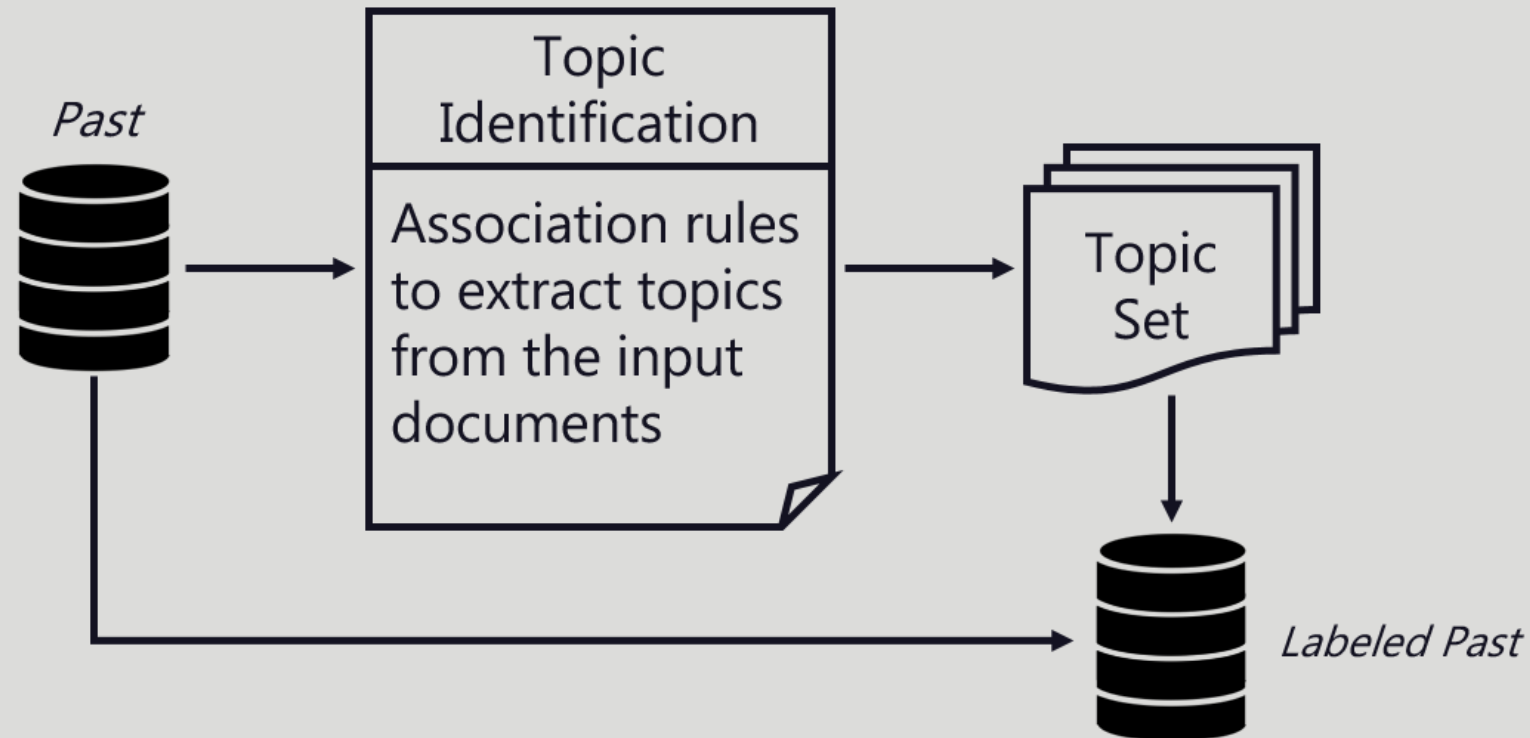 Past
Topic
Identification
Association rules
to extract topics
from the input
documents
Topic
Set
Labeled Past